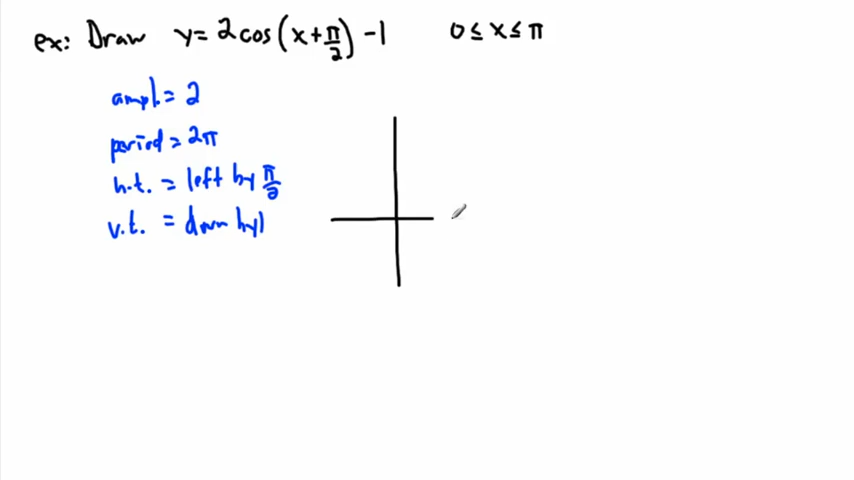 ex: Draw y = 2cos(x+π/2) -1 0 ≤ x ≤ π
ampl. = 2
period = 2π
h.t. = left by π/2
v.t. = down by 1